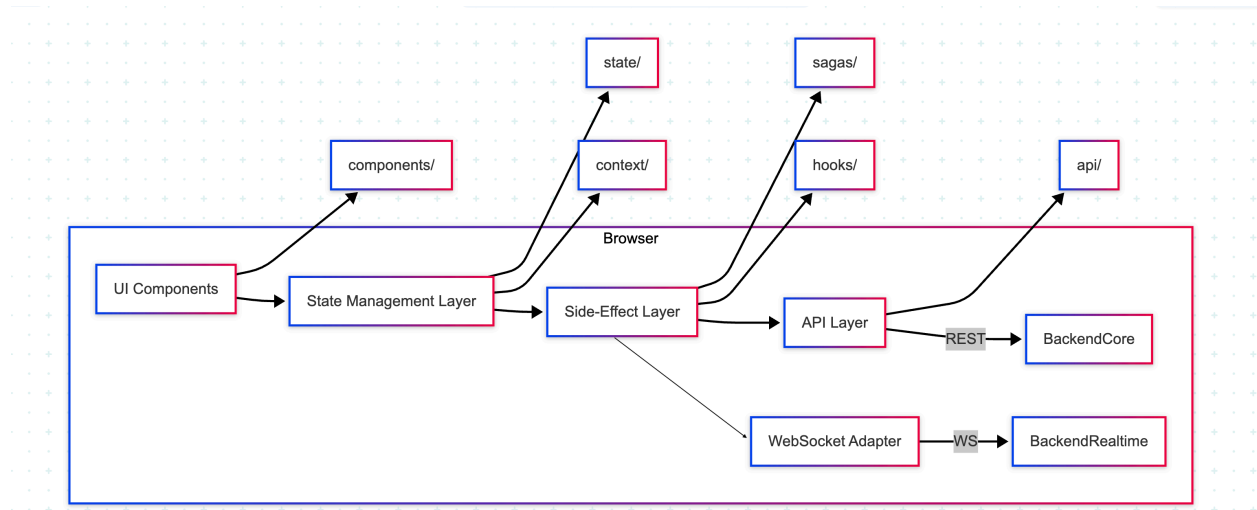 state/
sagas/
components/
context/
hooks/
api/
Browser
UI Components
State Management Layer
Side-Effect Layer
API Layer
REST
BackendCore
WebSocket Adapter
WS
BackendRealtime